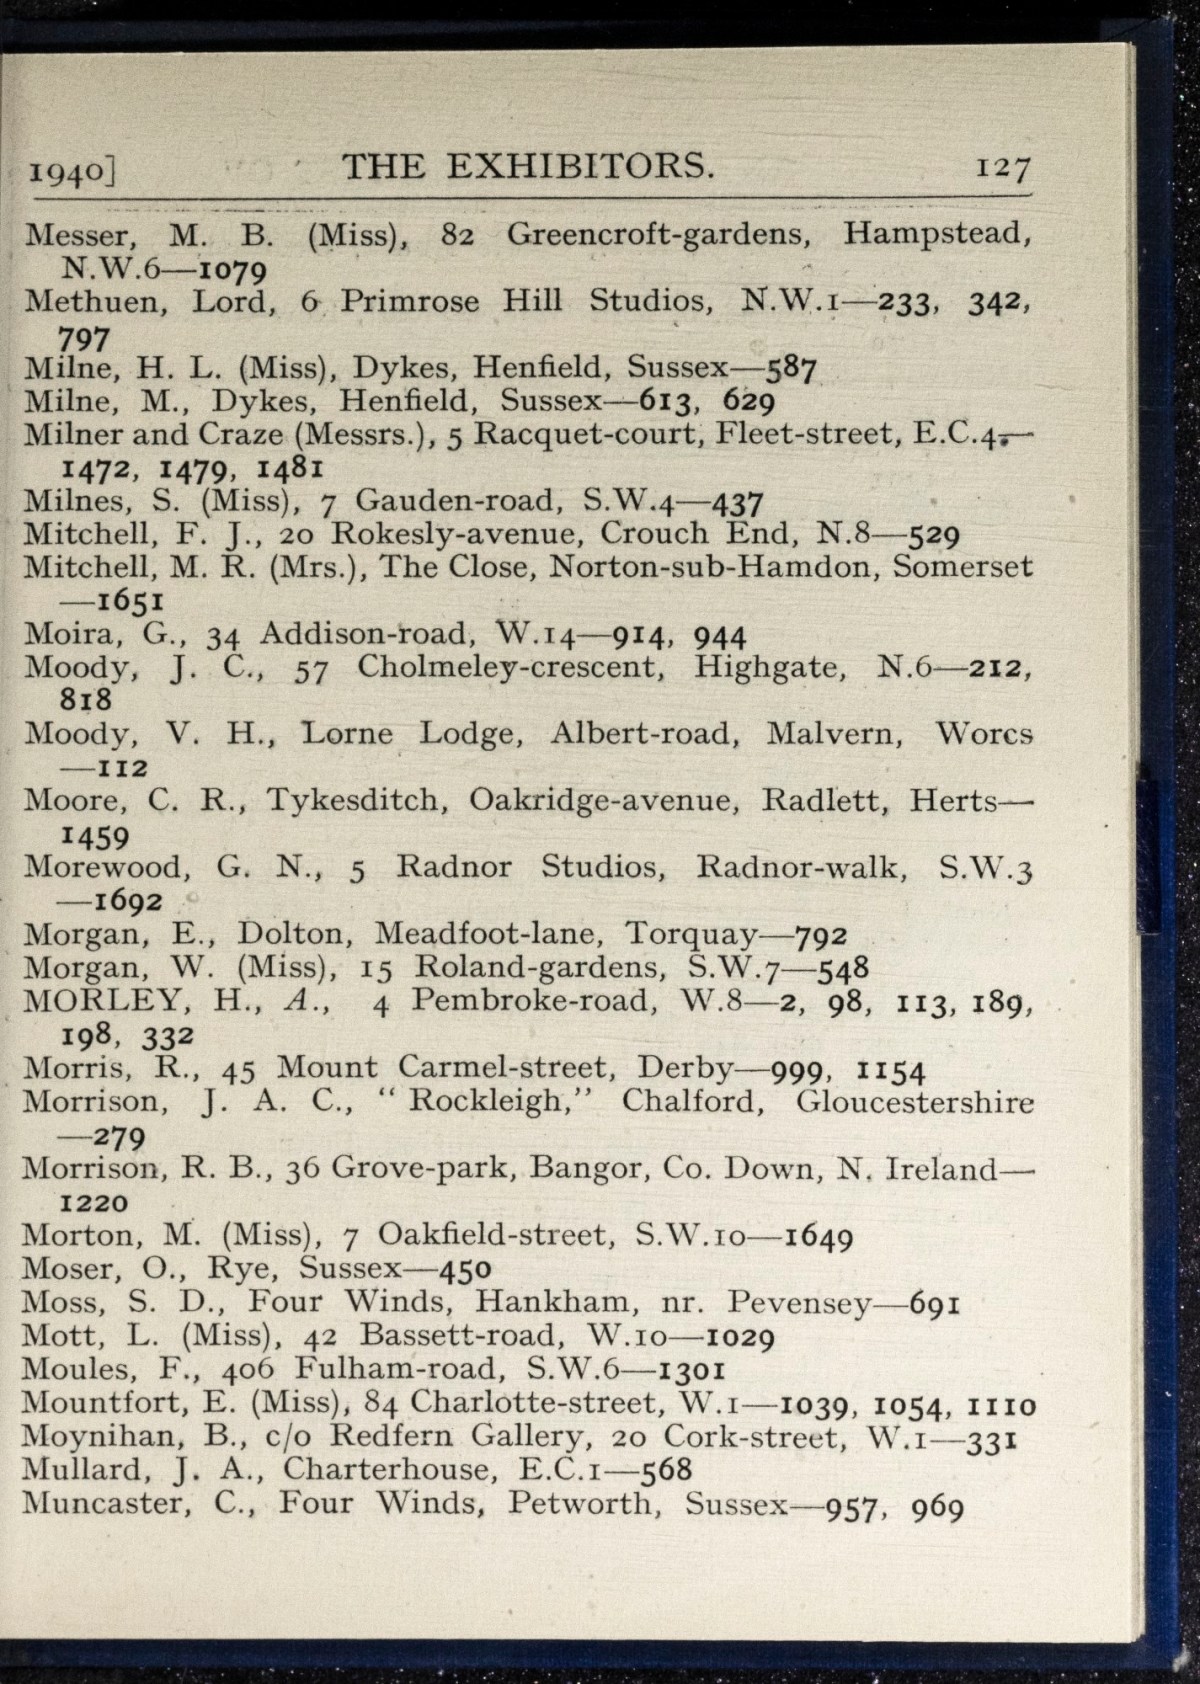 1940] THE EXHIBITORS. 127
Messer, M. B. (Miss), 82 Greencroft-gardens, Hampstead,
N.W.6—1079
Methuen, Lord, 6 Primrose Hill Studios, N.W.1—233, 342,
797
Milne, H. L. (Miss), Dykes, Henfield, Sussex—587
Milne, M., Dykes, Henfield, Sussex—613, 629
Milner and Craze (Messrs.), 5 Racquet-court, Fleet-street, E.C.4,—
1472, 1479, 1481
Milnes, S. (Miss), 7 Gauden-road, S.W.4—437
Mitchell, F. J., 20 Rokesly-avenue, Crouch End, N.8—529
Mitchell, M. R. (Mrs.), The Close, Norton-sub-Hamdon, Somerset
—1651
Moira, G., 34 Addison-road, W.14—914, 944
Moody, J. C., 57 Cholmeley-crescent, Highgate, N.6—212,
818
Moody, V. H., Lorne Lodge, Albert-road, Malvern, Worcs
—112
Moore, C. R., Tykesditch, Oakridge-avenue, Radlett, Herts—
1459
Morewood, G. N., 5 Radnor Studios, Radnor-walk, S.W.3
—1692
Morgan, E., Dolton, Meadfoot-lane, Torquay—792
Morgan, W. (Miss), 15 Roland-gardens, S.W.7—548
MORLEY, H., A., 4 Pembroke-road, W.8—2, 98, 113, 189,
198, 332
Morris, R., 45 Mount Carmel-street, Derby—999, 1154
Morrison, J. A. C., “Rockleigh,” Chalford, Gloucestershire
—279
Morrison, R. B., 36 Grove-park, Bangor, Co. Down, N. Ireland—
1220
Morton, M. (Miss), 7 Oakfield-street, S.W.10—1649
Moser, O., Rye, Sussex—450
Moss, S. D., Four Winds, Hankham, nr. Pevensey—691
Mott, L. (Miss), 42 Bassett-road, W.10—1029
Moules, F., 406 Fulham-road, S.W.6—1301
Mountfort, E. (Miss), 84 Charlotte-street, W.1—1039, 1054, 1110
Moynihan, B., c/o Redfern Gallery, 20 Cork-street, W.1—331
Mullard, J. A., Charterhouse, E.C.1—568
Muncaster, C., Four Winds, Petworth, Sussex—957, 969